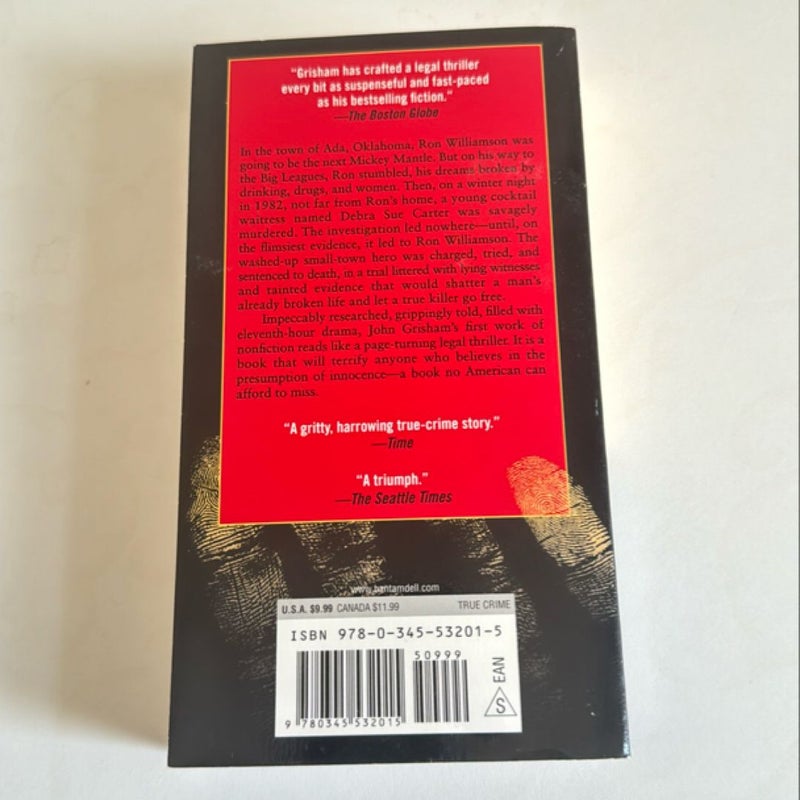 "Grisham has crafted a legal thriller
every bit as suspenseful and fast-paced
as his bestselling fiction."
—The Boston Globe
In the town of Ada, Oklahoma, Ron Williamson was
going to be the next Mickey Mantle. But on his way to
the Big Leagues, Ron stumbled, his dreams broken by
drinking, drugs, and women. Then, on a winter night
in 1982, not far from Ron's home, a young cocktail
waitress named Debra Sue Carter was savagely
murdered. The investigation led nowhere—until, on
the flimsiest evidence, it led to Ron Williamson. The
washed-up small-town hero was charged, tried, and
sentenced to death, in a trial littered with lying witnesses
and tainted evidence that would shatter a man's
already broken life and let a true killer go free.
Impeccably researched, grippingly told, filled with
eleventh-hour drama, John Grisham's first work of
nonfiction reads like a page-turning legal thriller. It is a
book that will terrify anyone who believes in the
presumption of innocence—a book no American can
afford to miss.
"A gritty, harrowing true-crime story."
—Time
"A triumph."
—The Seattle Times
www.bantamdell.com
U.S.A. $9.99 CANADA $11.99 TRUE CRIME
ISBN 978-0-345-53201-5
50999
EAN
S
9 780345 532015